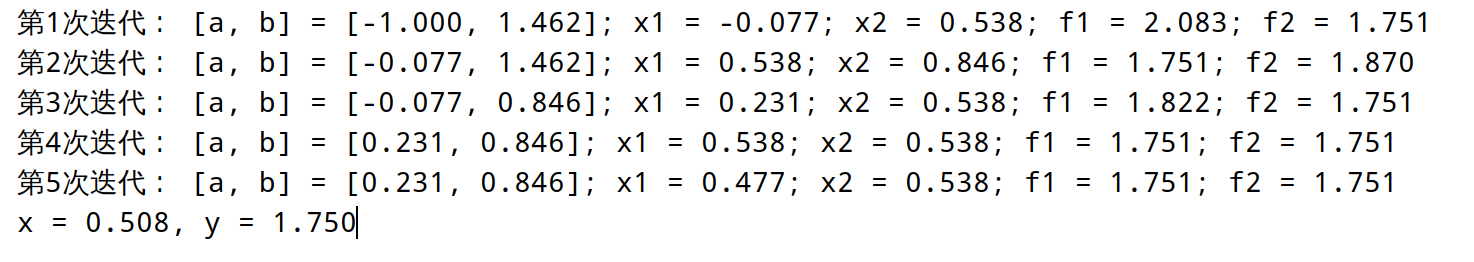 第1次迭代： [a, b] = [-1.000, 1.462]; x1 = -0.077; x2 = 0.538; f1 = 2.083; f2 = 1.751
第2次迭代： [a, b] = [-0.077, 1.462]; x1 = 0.538; x2 = 0.846; f1 = 1.751; f2 = 1.870
第3次迭代： [a, b] = [-0.077, 0.846]; x1 = 0.231; x2 = 0.538; f1 = 1.822; f2 = 1.751
第4次迭代： [a, b] = [0.231, 0.846]; x1 = 0.538; x2 = 0.538; f1 = 1.751; f2 = 1.751
第5次迭代： [a, b] = [0.231, 0.846]; x1 = 0.477; x2 = 0.538; f1 = 1.751; f2 = 1.751
x = 0.508, y = 1.750